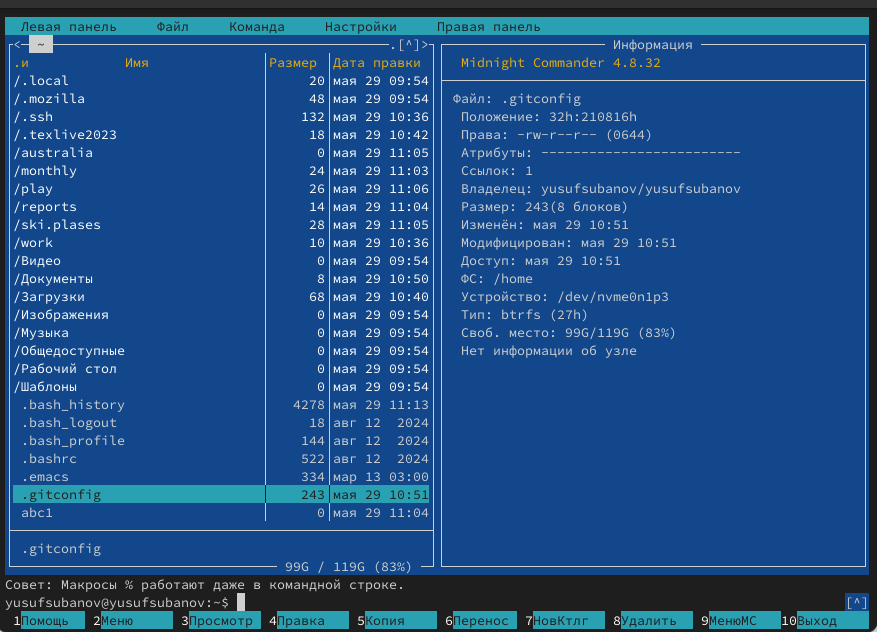 Левая панель Файл Команда Настройки Правая панель
<─ ~ .[^]>
.и Имя Размер Дата правки
/.local 20 мая 29 09:54
/.mozilla 48 мая 29 09:54
/.ssh 132 мая 29 10:36
/.texlive2023 18 мая 29 10:42
/australia 0 мая 29 11:05
/monthly 24 мая 29 11:03
/play 26 мая 29 11:06
/reports 14 мая 29 11:04
/ski.plases 28 мая 29 11:05
/work 10 мая 29 10:36
/Видео 0 мая 29 09:54
/Документы 8 мая 29 10:50
/Загрузки 68 мая 29 10:40
/Изображения 0 мая 29 09:54
/Музыка 0 мая 29 09:54
/Общедоступные 0 мая 29 09:54
/Рабочий стол 0 мая 29 09:54
/Шаблоны 0 мая 29 09:54
.bash_history 4278 мая 29 11:13
.bash_logout 18 авг 12 2024
.bash_profile 144 авг 12 2024
.bashrc 522 авг 12 2024
.emacs 334 мар 13 03:00
.gitconfig 243 мая 29 10:51
abc1 0 мая 29 11:04
.gitconfig
99G / 119G (83%)
Информация
Midnight Commander 4.8.32
Файл: .gitconfig
Положение: 32h:210816h
Права: -rw-r--r-- (0644)
Атрибуты: -------------------------
Ссылок: 1
Владелец: yusufsubanov/yusufsubanov
Размер: 243(8 блоков)
Изменён: мая 29 10:51
Модифицирован: мая 29 10:51
Доступ: мая 29 10:51
ФС: /home
Устройство: /dev/nvme0n1p3
Тип: btrfs (27h)
Своб. место: 99G/119G (83%)
Нет информации об узле
Совет: Макросы % работают даже в командной строке.
yusufsubanov@yusufsubanov:~$ [^]
1Помощь 2Меню 3Просмотр 4Правка 5Копия 6Перенос 7НовКтлг 8Удалить 9МенюМС 10Выход